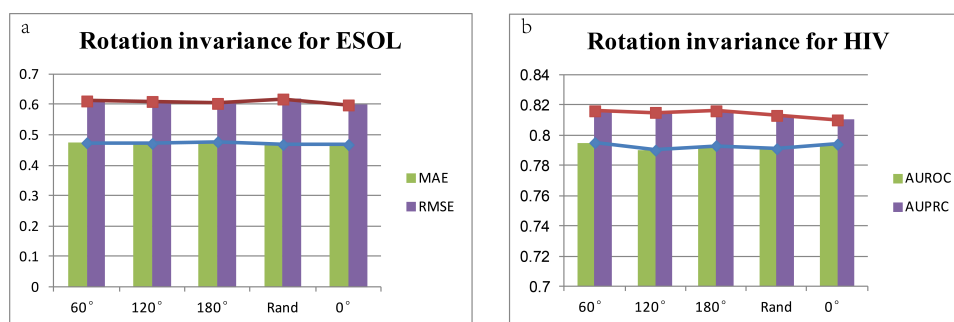 a
Rotation invariance for ESOL
0.7
0.6
0.5
0.4
0.3
0.2
0.1
0
60° 120° 180° Rand 0°
MAE
RMSE
b
Rotation invariance for HIV
0.84
0.82
0.8
0.78
0.76
0.74
0.72
0.7
60° 120° 180° Rand 0°
AUROC
AUPRC